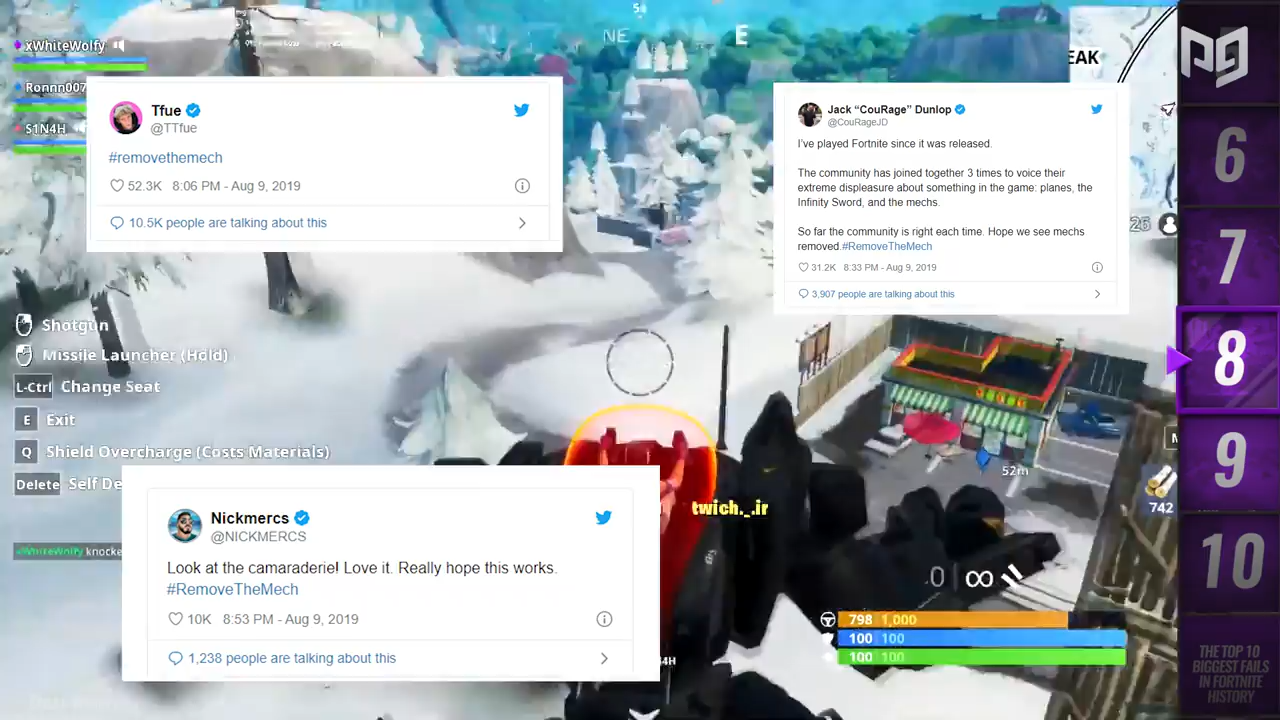 xWhiteWolfy
Ronnn007
S1N4H
NE
E
EAK
Tfue
@TTfue
#removethemech
52.3K 8:06 PM - Aug 9, 2019
10.5K people are talking about this
Jack “CouRage” Dunlop
@CouRageJD
I've played Fortnite since it was released.
The community has joined together 3 times to voice their
extreme displeasure about something in the game: planes, the
Infinity Sword, and the mechs.
So far the community is right each time. Hope we see mechs
removed.#RemoveTheMech
31.2K 8:33 PM - Aug 9, 2019
3,907 people are talking about this
26
Shotgun
Missile Launcher (Hold)
L-Ctrl Change Seat
E Exit
Q Shield Overcharge (Costs Materials)
Delete Self De
xWhiteWolfy knocke
52m
742
twich._.ir
Nickmercs
@NICKMERCS
Look at the camaraderie! Love it. Really hope this works.
#RemoveTheMech
10K 8:53 PM - Aug 9, 2019
1,238 people are talking about this
0 | ∞
798 1,000
100 100
100 100
PG
6
7
8
9
10
THE TOP 10
BIGGEST FAILS
IN FORTNITE
HISTORY